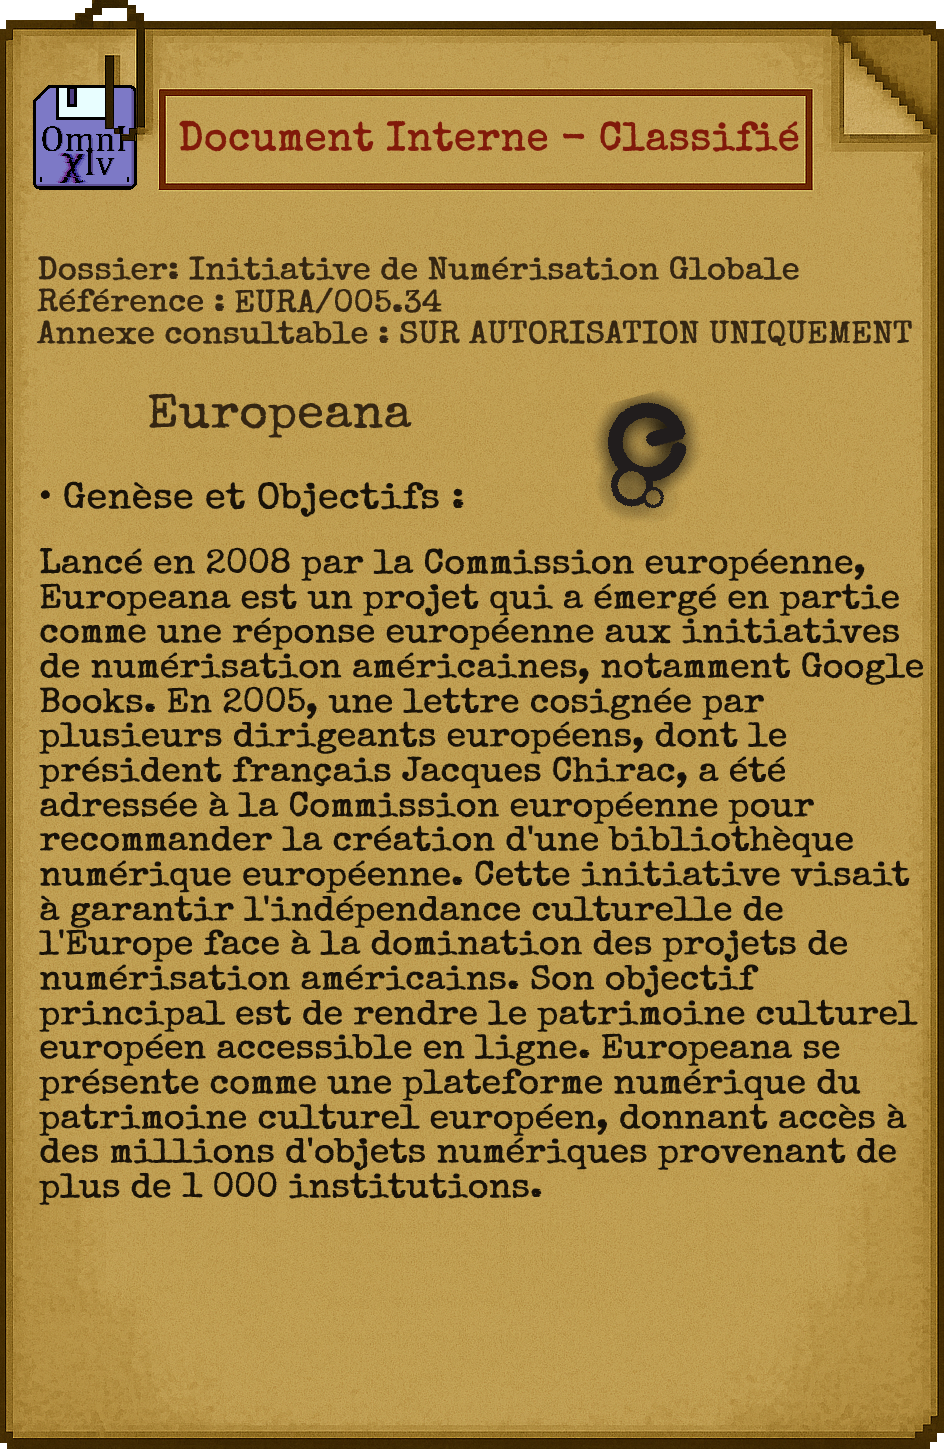 OmnI
Xlv
Document Interne - Classifié
Dossier: Initiative de Numérisation Globale
Référence : EURA/005.34
Annexe consultable : SUR AUTORISATION UNIQUEMENT
Europeana
• Genèse et Objectifs :
Lancé en 2008 par la Commission européenne,
Europeana est un projet qui a émergé en partie
comme une réponse européenne aux initiatives
de numérisation américaines, notamment Google
Books. En 2005, une lettre cosignée par
plusieurs dirigeants européens, dont le
président français Jacques Chirac, a été
adressée à la Commission européenne pour
recommander la création d'une bibliothèque
numérique européenne. Cette initiative visait
à garantir l'indépendance culturelle de
l'Europe face à la domination des projets de
numérisation américains. Son objectif
principal est de rendre le patrimoine culturel
européen accessible en ligne. Europeana se
présente comme une plateforme numérique du
patrimoine culturel européen, donnant accès à
des millions d'objets numériques provenant de
plus de 1 000 institutions.